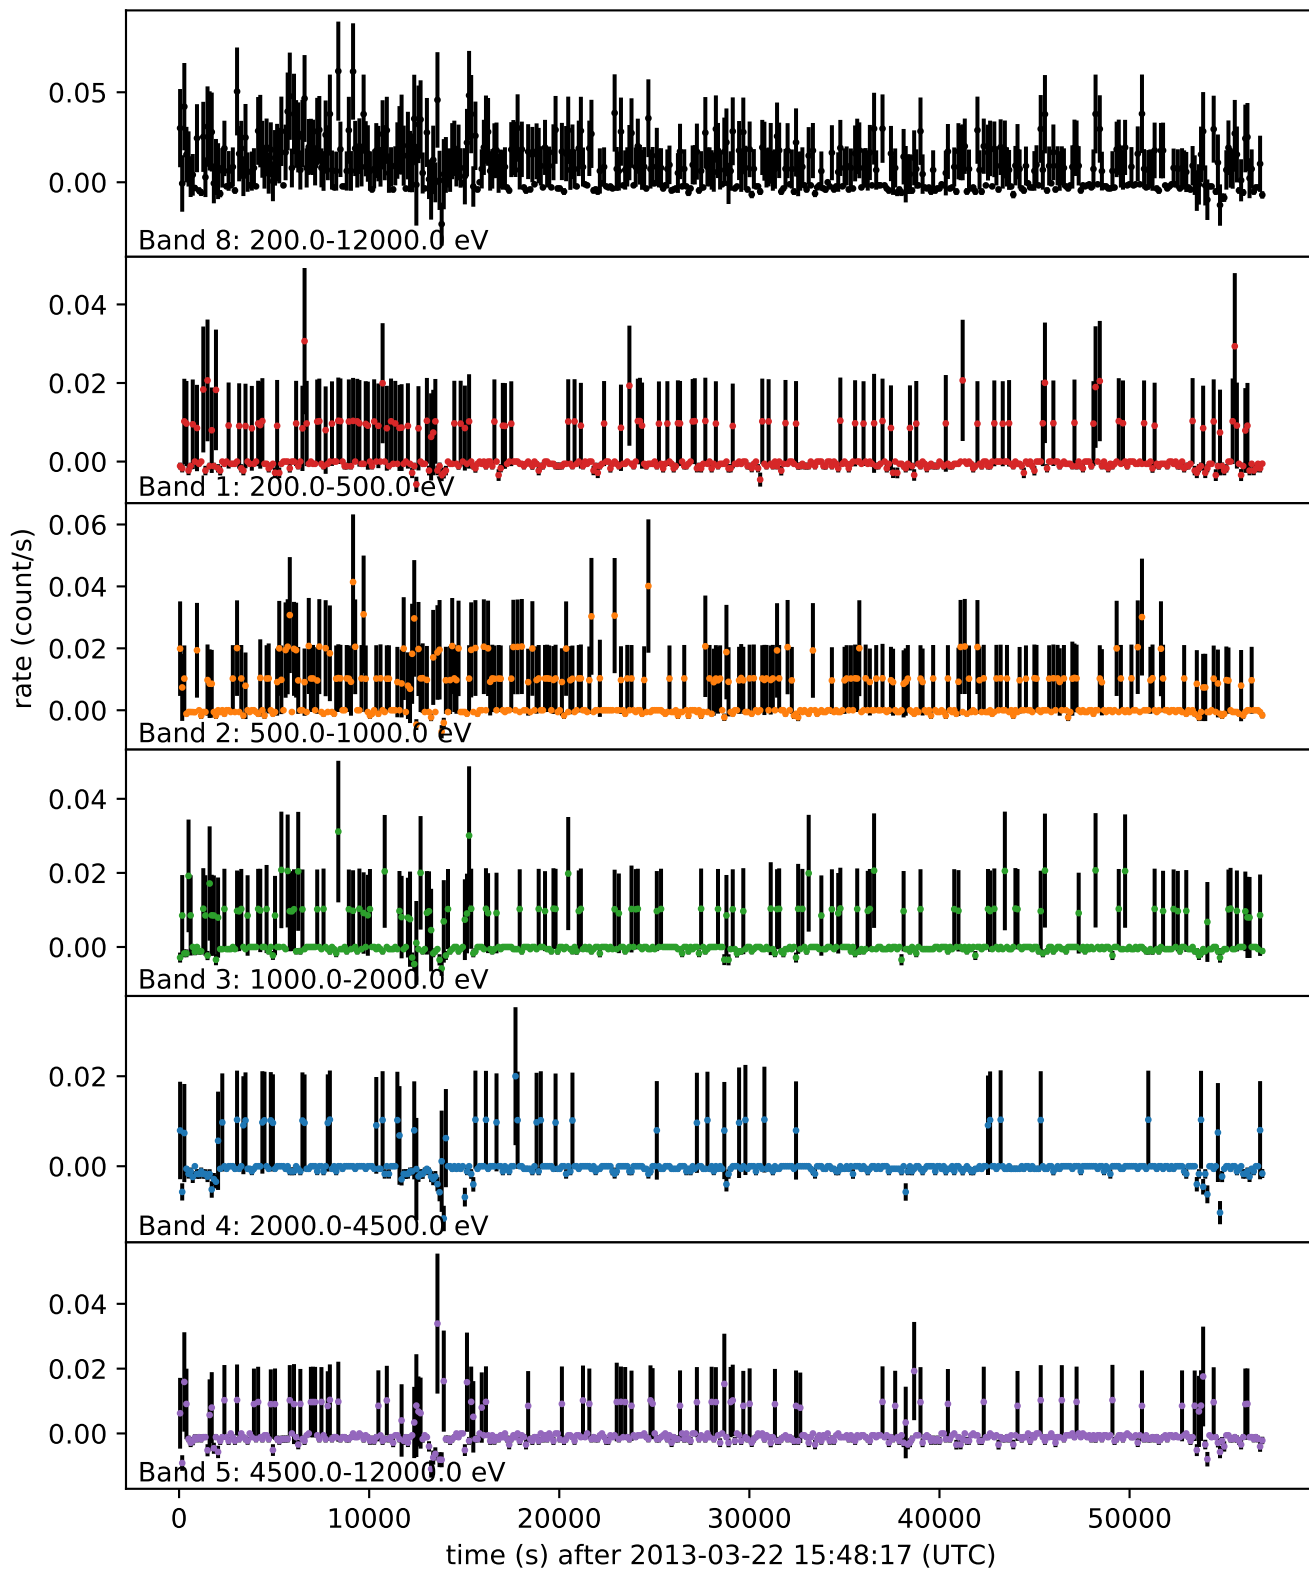 0.05
0.00
Band 8: 200.0-12000.0 eV
0.04
0.02
0.00
Band 1: 200.0-500.0 eV
rate (count/s)
0.06
0.04
0.02
0.00
Band 2: 500.0-1000.0 eV
0.04
0.02
0.00
Band 3: 1000.0-2000.0 eV
0.02
0.00
Band 4: 2000.0-4500.0 eV
0.04
0.02
0.00
Band 5: 4500.0-12000.0 eV
0 10000 20000 30000 40000 50000
time (s) after 2013-03-22 15:48:17 (UTC)